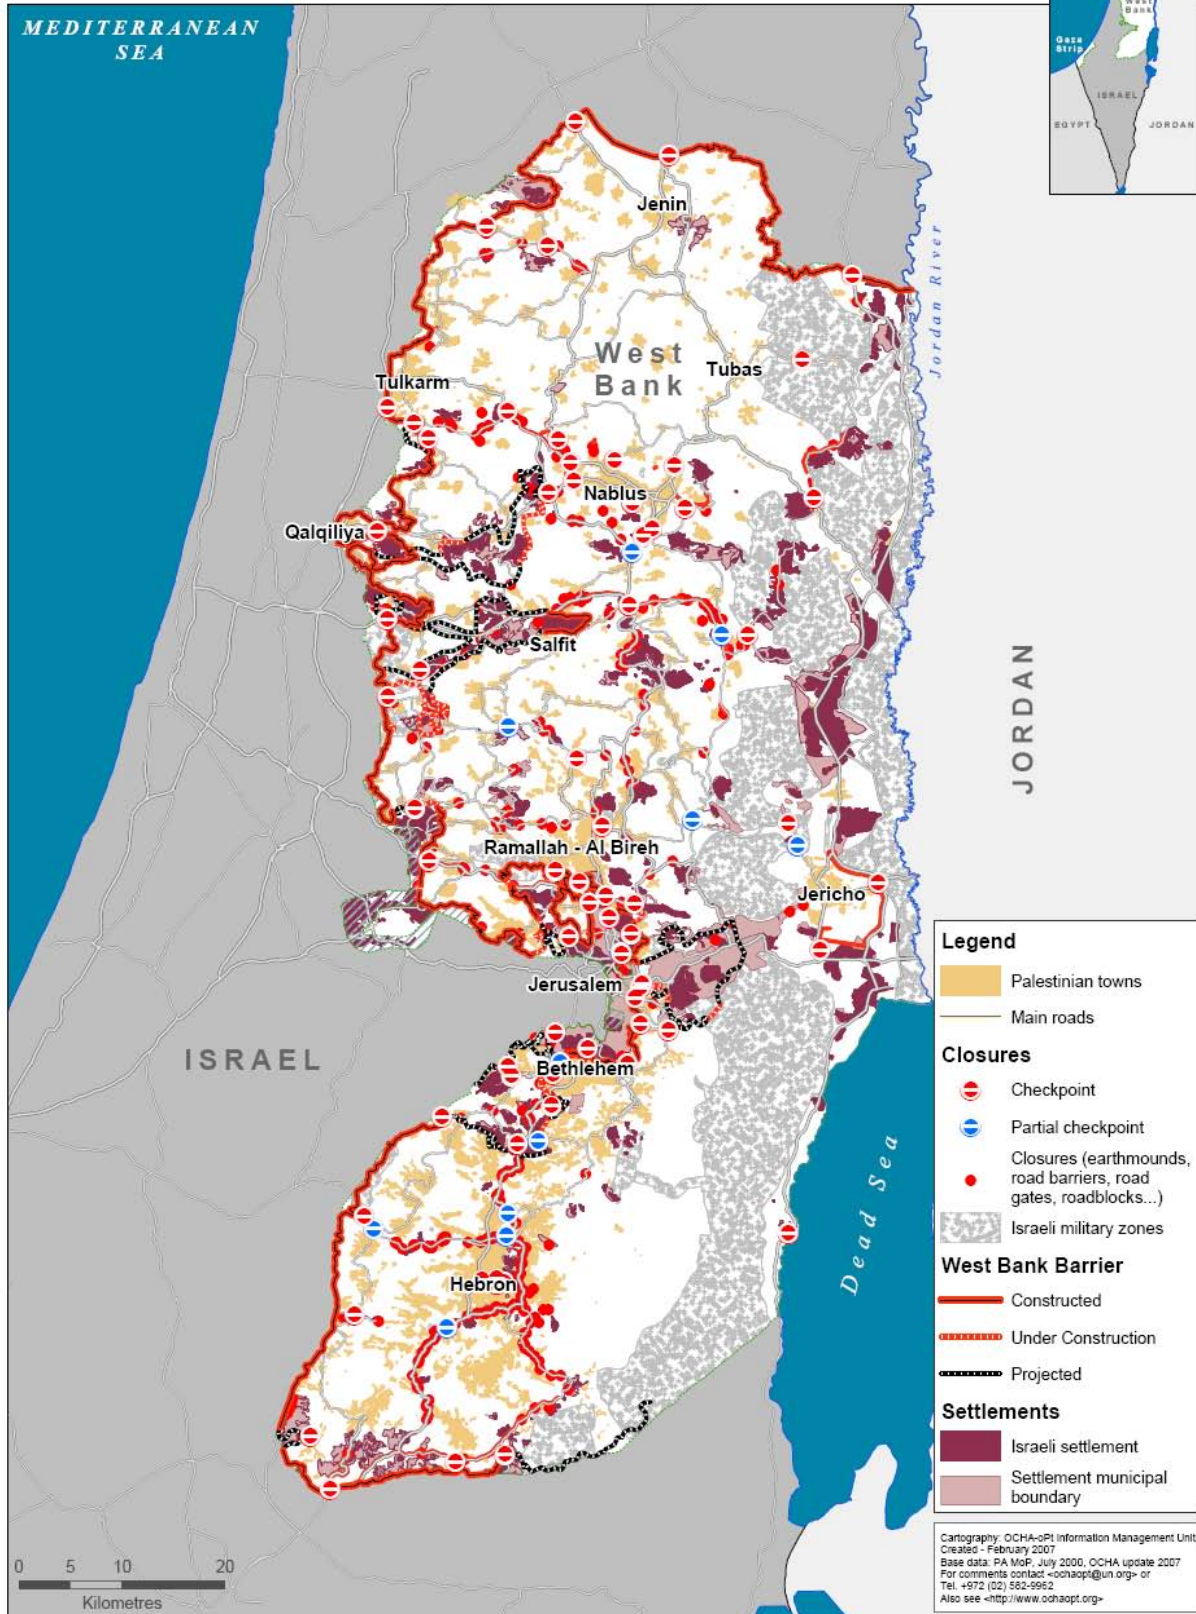 MEDITERRANEAN
SEA
West
Bank
Gaza
Strip
ISRAEL
EGYPT
JORDAN
Jenin
Jordan River
West
Bank
Tubas
Tulkarm
Nablus
Qalqiliya
Salfit
JORDAN
Ramallah - Al Bireh
Jericho
Jerusalem
ISRAEL
Bethlehem
Dead Sea
Hebron
Legend
Palestinian towns
Main roads
Closures
Checkpoint
Partial checkpoint
Closures (earthmounds,
road barriers, road
gates, roadblocks...)
Israeli military zones
West Bank Barrier
Constructed
Under Construction
Projected
Settlements
Israeli settlement
Settlement municipal
boundary
0 5 10 20
Kilometres
Cartography: OCHA-oPt Information Management Unit
Created - February 2007
Base data: PA MoP, July 2000, OCHA update 2007
For comments contact <ochaopt@un.org> or
Tel. +972 (02) 582-9962
Also see <http://www.ochaopt.org>